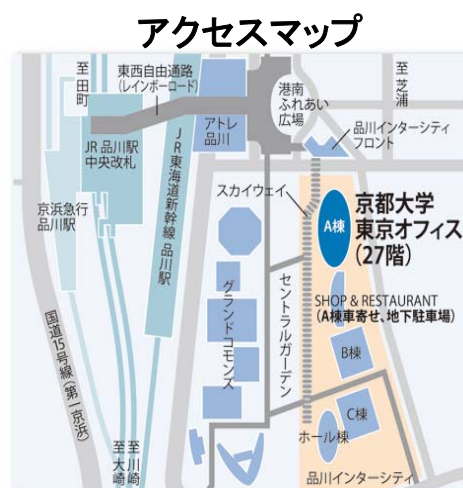 アクセスマップ
至田町
東西自由通路
(レインボーロード)
港南
ふれあい
広場
至芝浦
アトレ
品川
品川インターシティ
フロント
JR 品川駅
中央改札
JR東海道新幹線 品川駅
京浜急行
品川駅
スカイウェイ
A棟
京都大学
東京オフィス
(27階)
グランドコモンズ
セントラルガーデン
SHOP & RESTAURANT
(A棟車寄せ、地下駐車場)
B棟
国道15号線(第一京浜)
C棟
ホール棟
至大崎
至川崎
品川インターシティ